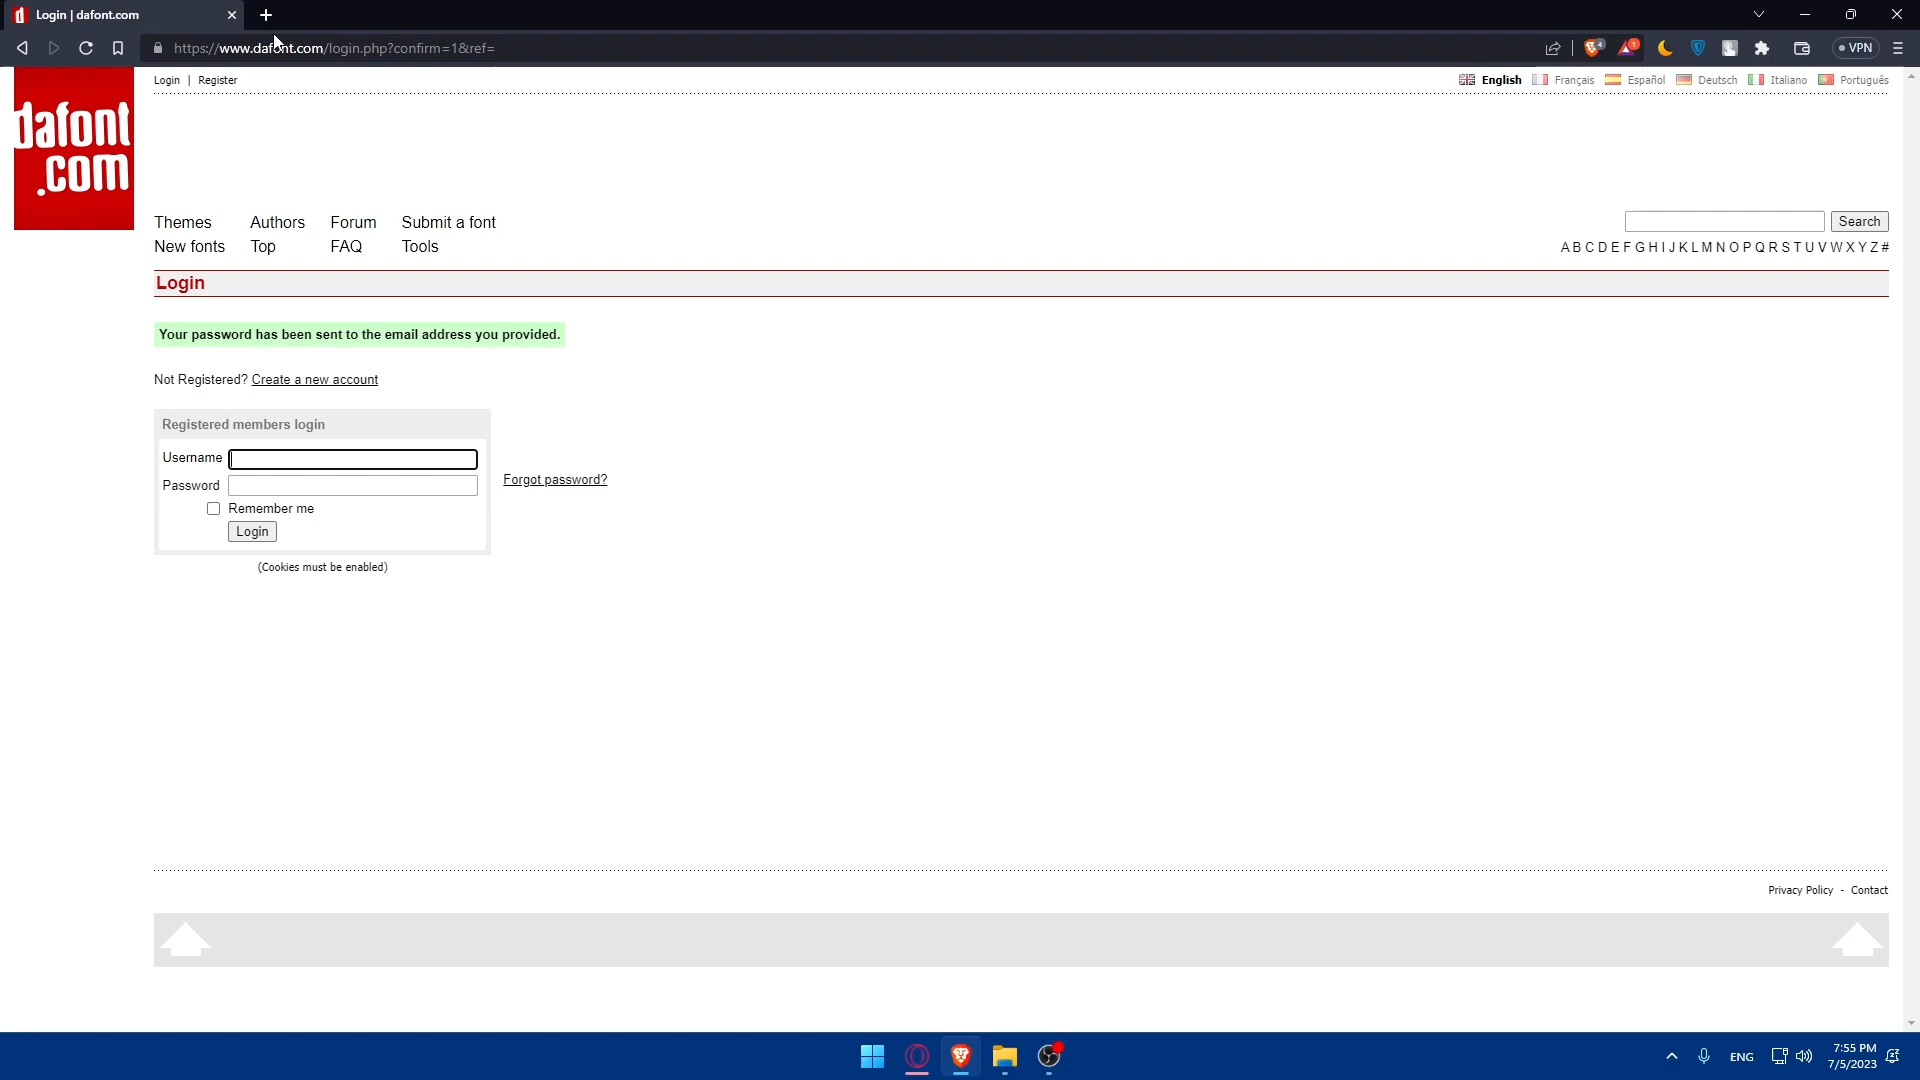 Login | dafont.com
https://www.dafont.com/login.php?confirm=1&ref=
4
1
VPN
dafont
.com
Login | Register
English Français Español Deutsch Italiano Português
Themes Authors Forum Submit a font
New fonts Top FAQ Tools
Search
A B C D E F G H I J K L M N O P Q R S T U V W X Y Z #
Login
Your password has been sent to the email address you provided.
Not Registered? Create a new account
Registered members login
Username
Password
Forgot password?
Remember me
Login
(Cookies must be enabled)
Privacy Policy - Contact
ENG
7:55 PM
7/5/2023